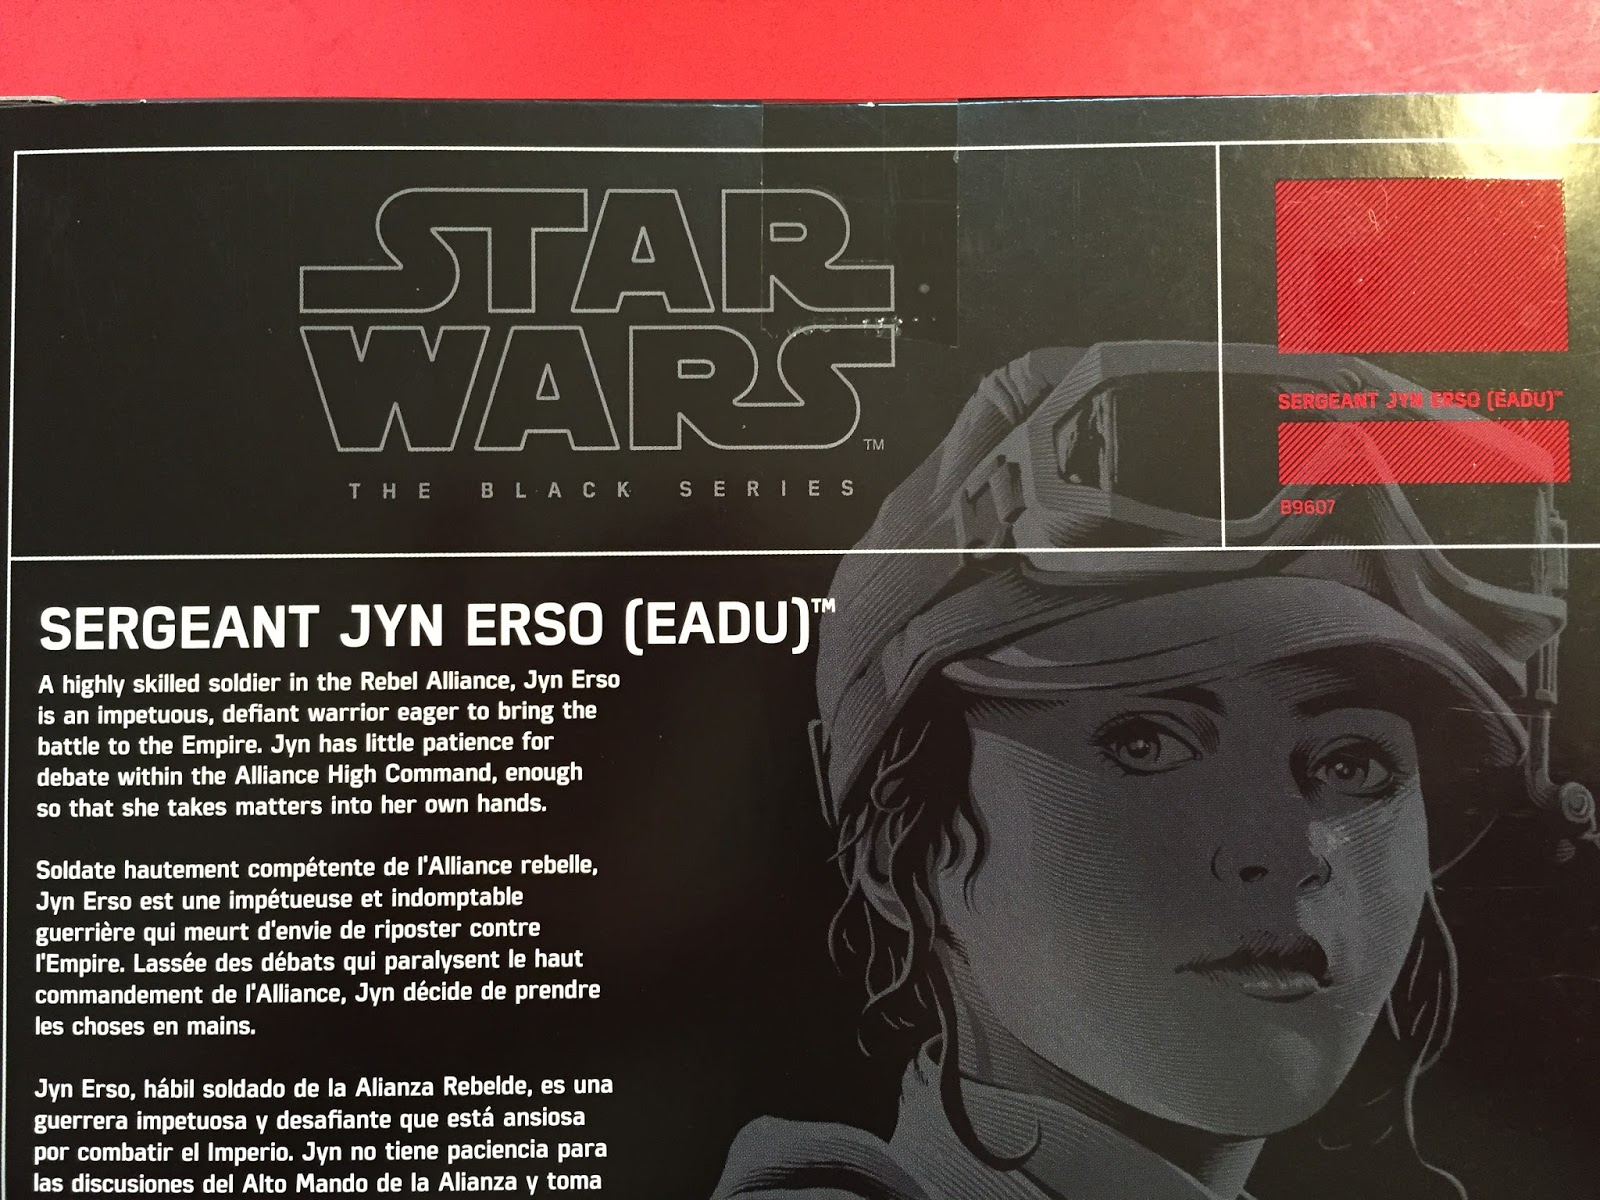 STAR
WARS™
THE BLACK SERIES
SERGEANT JYN ERSO (EADU)™
B9607
SERGEANT JYN ERSO (EADU)™
A highly skilled soldier in the Rebel Alliance, Jyn Erso
is an impetuous, defiant warrior eager to bring the
battle to the Empire. Jyn has little patience for
debate within the Alliance High Command, enough
so that she takes matters into her own hands.
Soldate hautement compétente de l'Alliance rebelle,
Jyn Erso est une impétueuse et indomptable
guerrière qui meurt d'envie de riposter contre
l'Empire. Lassée des débats qui paralysent le haut
commandement de l'Alliance, Jyn décide de prendre
les choses en mains.
Jyn Erso, hábil soldado de la Alianza Rebelde, es una
guerrera impetuosa y desafiante que está ansiosa
por combatir el Imperio. Jyn no tiene paciencia para
las discusiones del Alto Mando de la Alianza y toma